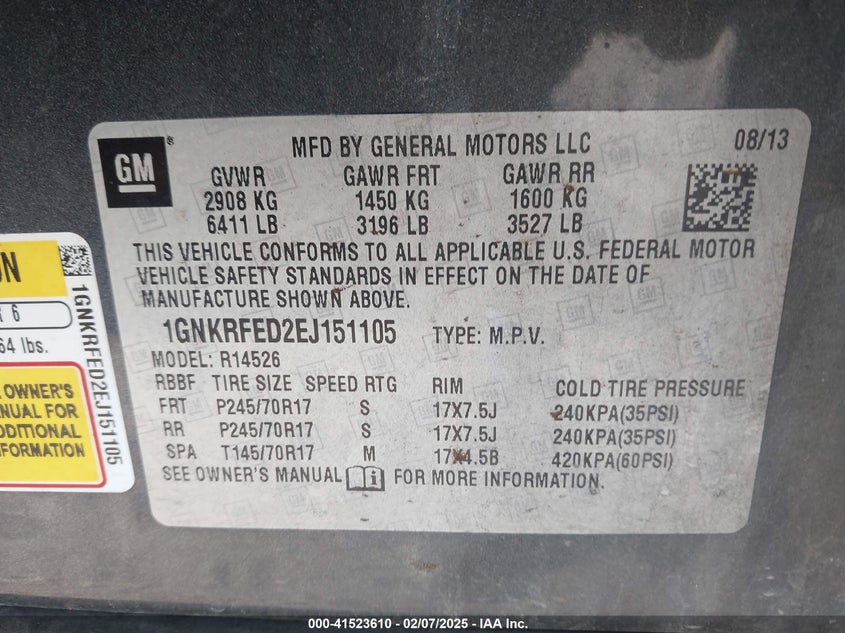 GM
MFD BY GENERAL MOTORS LLC 08/13
GVWR GAWR FRT GAWR RR
2908 KG 1450 KG 1600 KG
6411 LB 3196 LB 3527 LB
THIS VEHICLE CONFORMS TO ALL APPLICABLE U.S. FEDERAL MOTOR
VEHICLE SAFETY STANDARDS IN EFFECT ON THE DATE OF
MANUFACTURE SHOWN ABOVE.
1GNKRFED2EJ151105 TYPE: M.P.V.
MODEL: R14526
RBBF TIRE SIZE SPEED RTG RIM COLD TIRE PRESSURE
FRT P245/70R17 S 17X7.5J 240KPA(35PSI)
RR P245/70R17 S 17X7.5J 240KPA(35PSI)
SPA T145/70R17 M 17X4.5B 420KPA(60PSI)
SEE OWNER'S MANUAL FOR MORE INFORMATION.
6
lbs.
OWNER'S
FOR
1GNKRFED2EJ151105
000-41523610 - 02/07/2025 - IAA Inc.